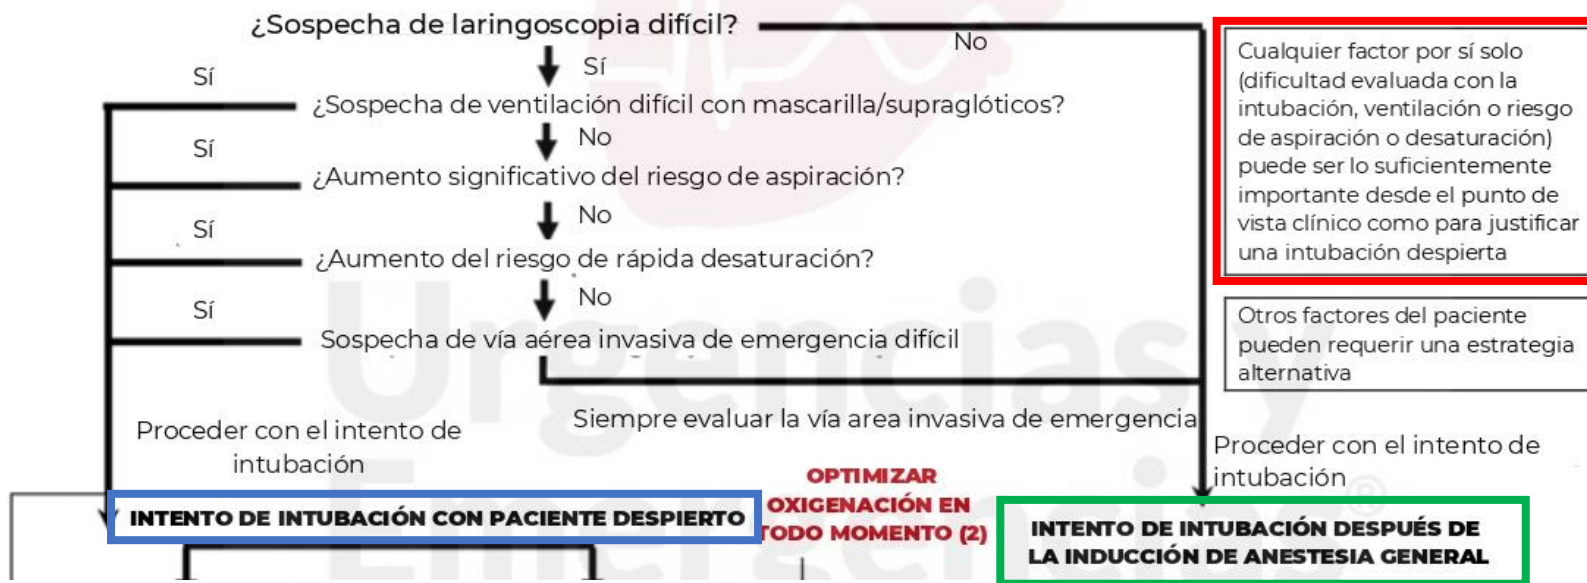 ¿Sospecha de laringoscopia difícil?
No
Sí
Sí
¿Sospecha de ventilación difícil con mascarilla/supraglóticos?
No
Sí
¿Aumento significativo del riesgo de aspiración?
No
Sí
¿Aumento del riesgo de rápida desaturación?
No
Sí
Sospecha de vía aérea invasiva de emergencia difícil
Cualquier factor por sí solo
(dificultad evaluada con la
intubación, ventilación o riesgo
de aspiración o desaturación)
puede ser lo suficientemente
importante desde el punto de
vista clínico como para justificar
una intubación despierta
Otros factores del paciente
pueden requerir una estrategia
alternativa
Siempre evaluar la vía area invasiva de emergencia
Proceder con el intento de
intubación
Proceder con el intento de
intubación
INTENTO DE INTUBACIÓN CON PACIENTE DESPIERTO
OPTIMIZAR
OXIGENACIÓN EN
TODO MOMENTO (2)
INTENTO DE INTUBACIÓN DESPUÉS DE
LA INDUCCIÓN DE ANESTESIA GENERAL
Urgencias y
Emergencias®